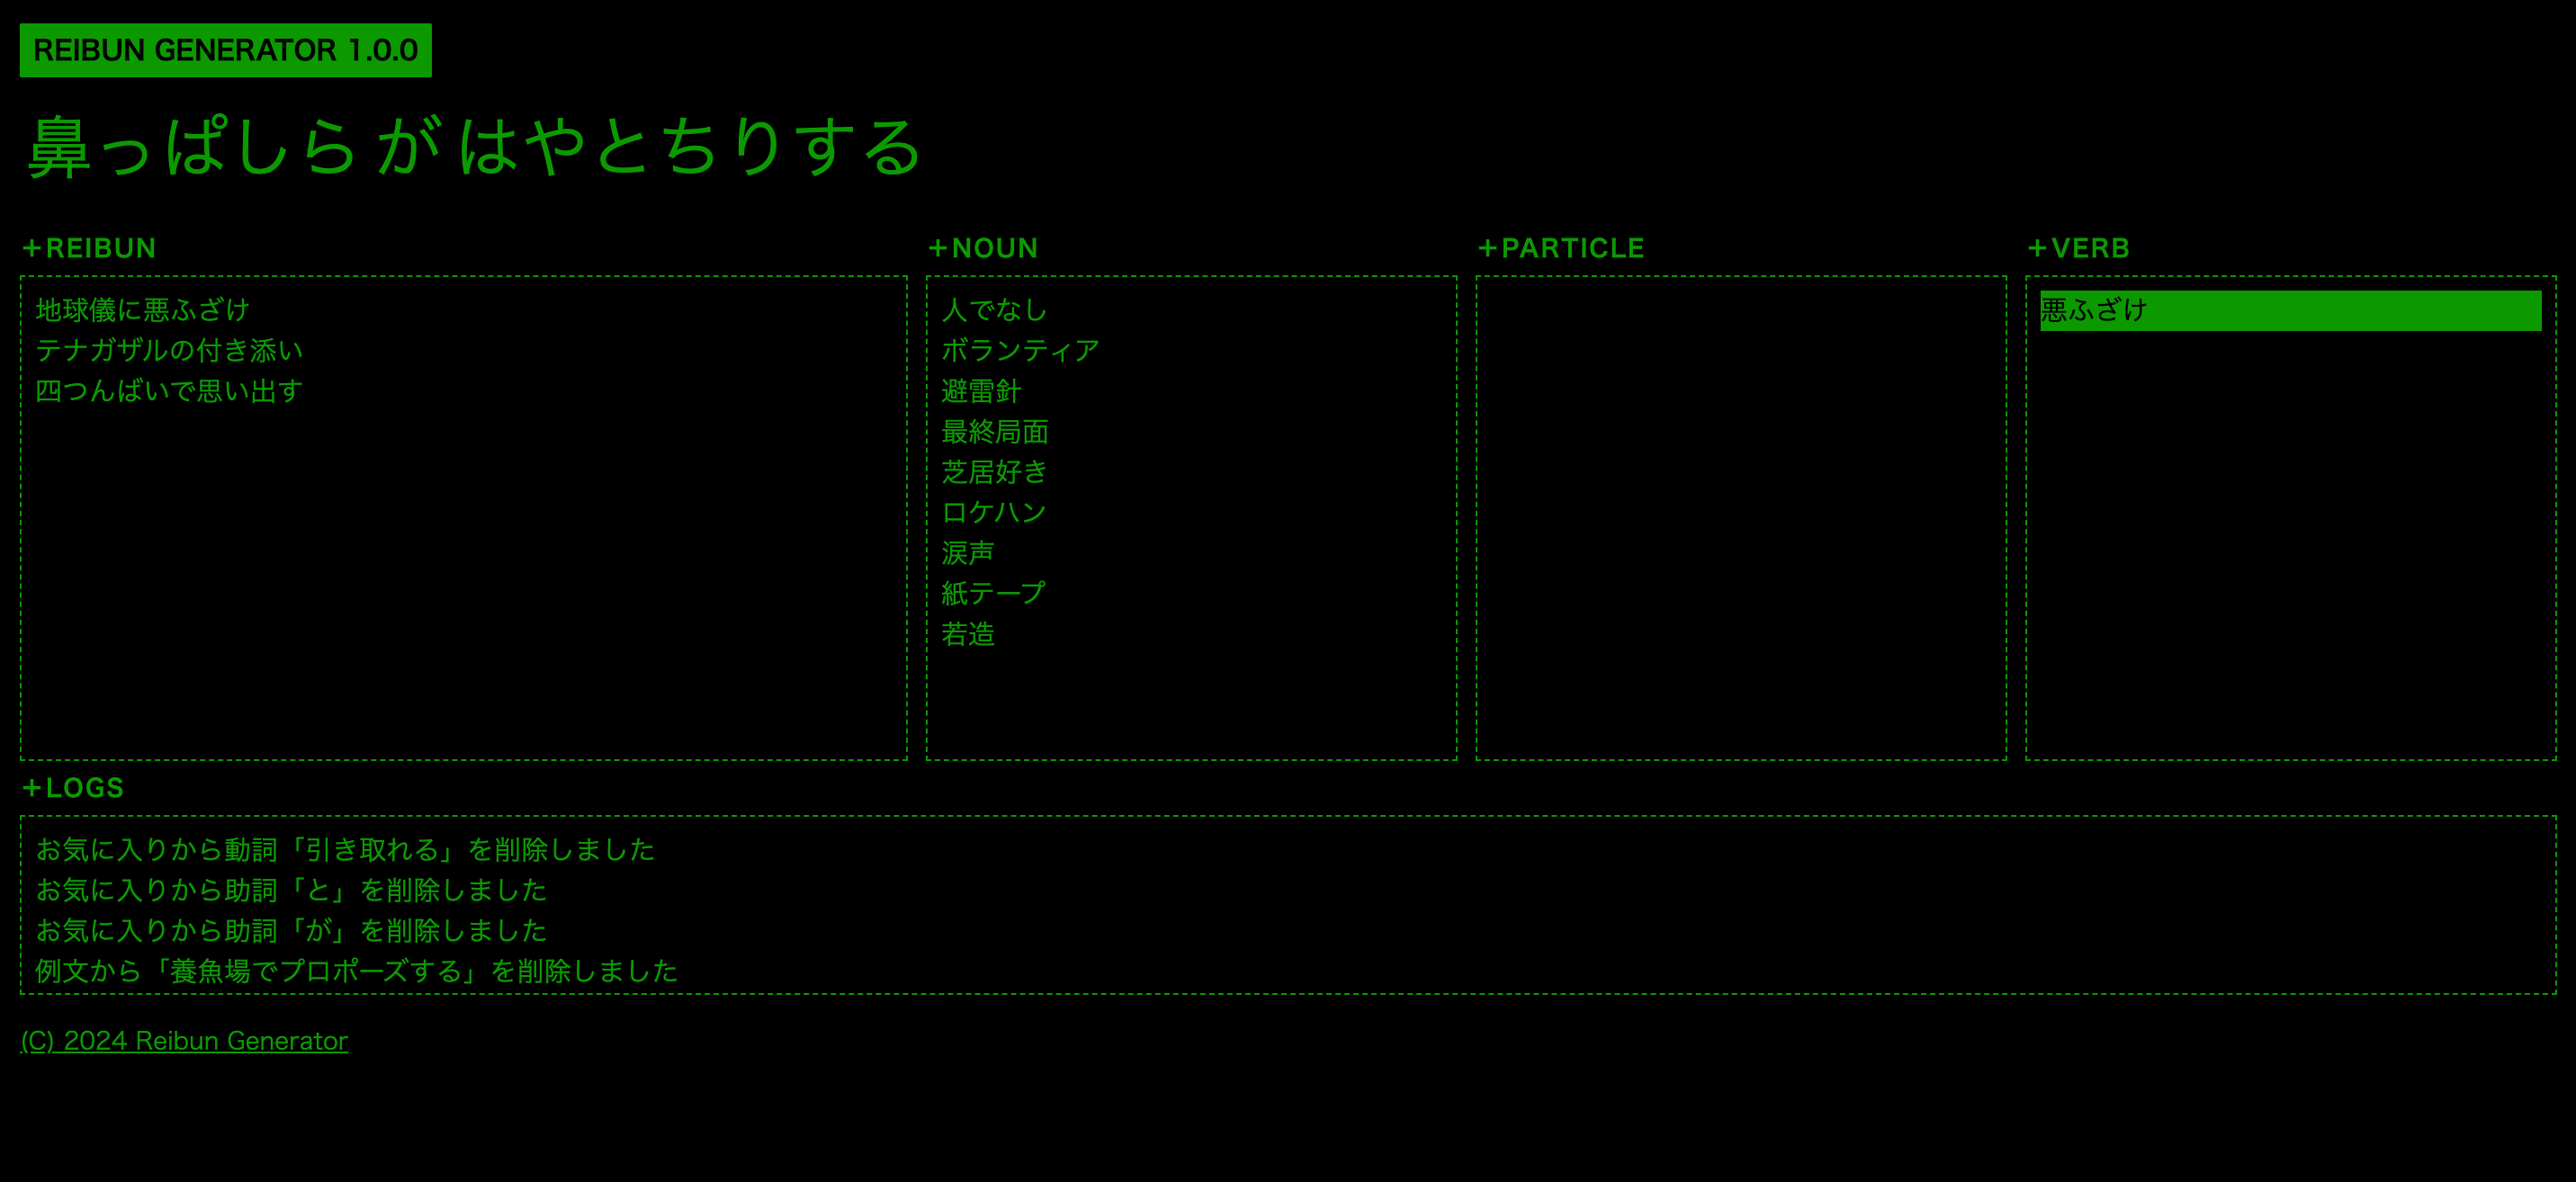 REIBUN GENERATOR 1.0.0
鼻っぱしら が はやとちりする
+REIBUN
地球儀に悪ふざけ
テナガザルの付き添い
四つんばいで思い出す
+NOUN
人でなし
ボランティア
避雷針
最終局面
芝居好き
ロケハン
涙声
紙テープ
若造
+PARTICLE
+VERB
悪ふざけ
+LOGS
お気に入りから動詞「引き取れる」を削除しました
お気に入りから助詞「と」を削除しました
お気に入りから助詞「が」を削除しました
例文から「養魚場でプロポーズする」を削除しました
(C) 2024 Reibun Generator